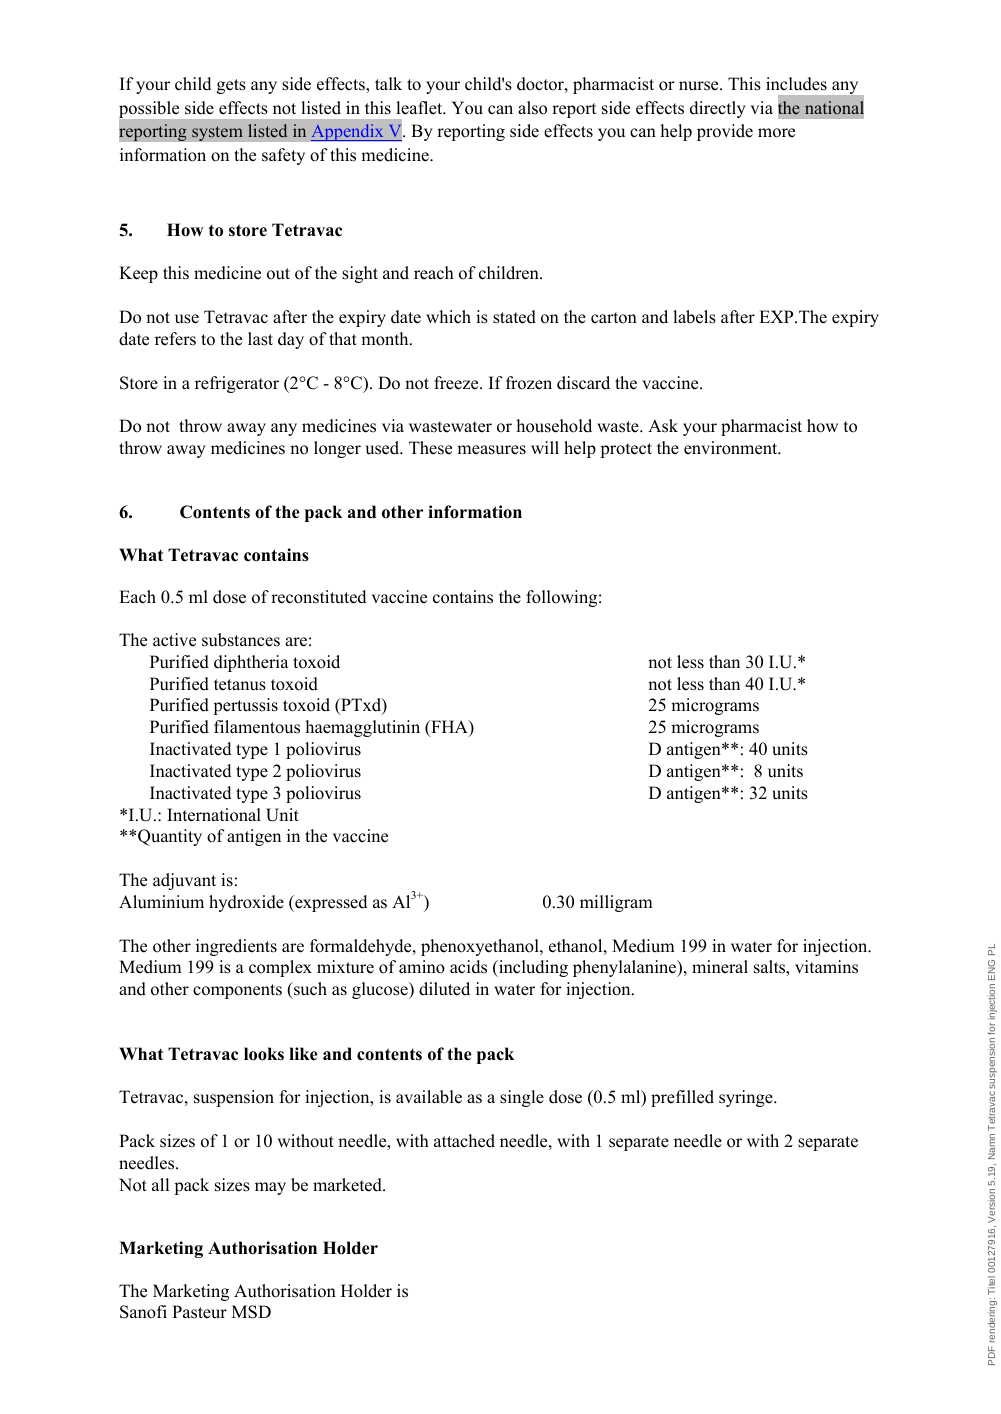 If your child gets any side effects, talk to your child's doctor, pharmacist or nurse. This includes any
possible side effects not listed in this leaflet. You can also report side effects directly via the national
reporting system listed in Appendix V. By reporting side effects you can help provide more
information on the safety of this medicine.
5. How to store Tetravac
Keep this medicine out of the sight and reach of children.
Do not use Tetravac after the expiry date which is stated on the carton and labels after EXP.The expiry
date refers to the last day of that month.
Store in a refrigerator (2°C - 8°C). Do not freeze. If frozen discard the vaccine.
Do not  throw away any medicines via wastewater or household waste. Ask your pharmacist how to
throw away medicines no longer used. These measures will help protect the environment.
6. Contents of the pack and other information
What Tetravac contains
Each 0.5 ml dose of reconstituted vaccine contains the following:
The active substances are:
Purified diphtheria toxoid not less than 30 I.U.*
Purified tetanus toxoid not less than 40 I.U.*
Purified pertussis toxoid (PTxd) 25 micrograms
Purified filamentous haemagglutinin (FHA) 25 micrograms
Inactivated type 1 poliovirus D antigen**: 40 units
Inactivated type 2 poliovirus D antigen**:  8 units
Inactivated type 3 poliovirus D antigen**: 32 units
*I.U.: International Unit
**Quantity of antigen in the vaccine
The adjuvant is:
Aluminium hydroxide (expressed as Al3+) 0.30 milligram
The other ingredients are formaldehyde, phenoxyethanol, ethanol, Medium 199 in water for injection.
Medium 199 is a complex mixture of amino acids (including phenylalanine), mineral salts, vitamins
and other components (such as glucose) diluted in water for injection.
What Tetravac looks like and contents of the pack
Tetravac, suspension for injection, is available as a single dose (0.5 ml) prefilled syringe.
Pack sizes of 1 or 10 without needle, with attached needle, with 1 separate needle or with 2 separate
needles.
Not all pack sizes may be marketed.
Marketing Authorisation Holder
The Marketing Authorisation Holder is
Sanofi Pasteur MSD
PDF rendering: Titel 00127916, Version 5.19, Namn Tetravac suspension for injection ENG PL